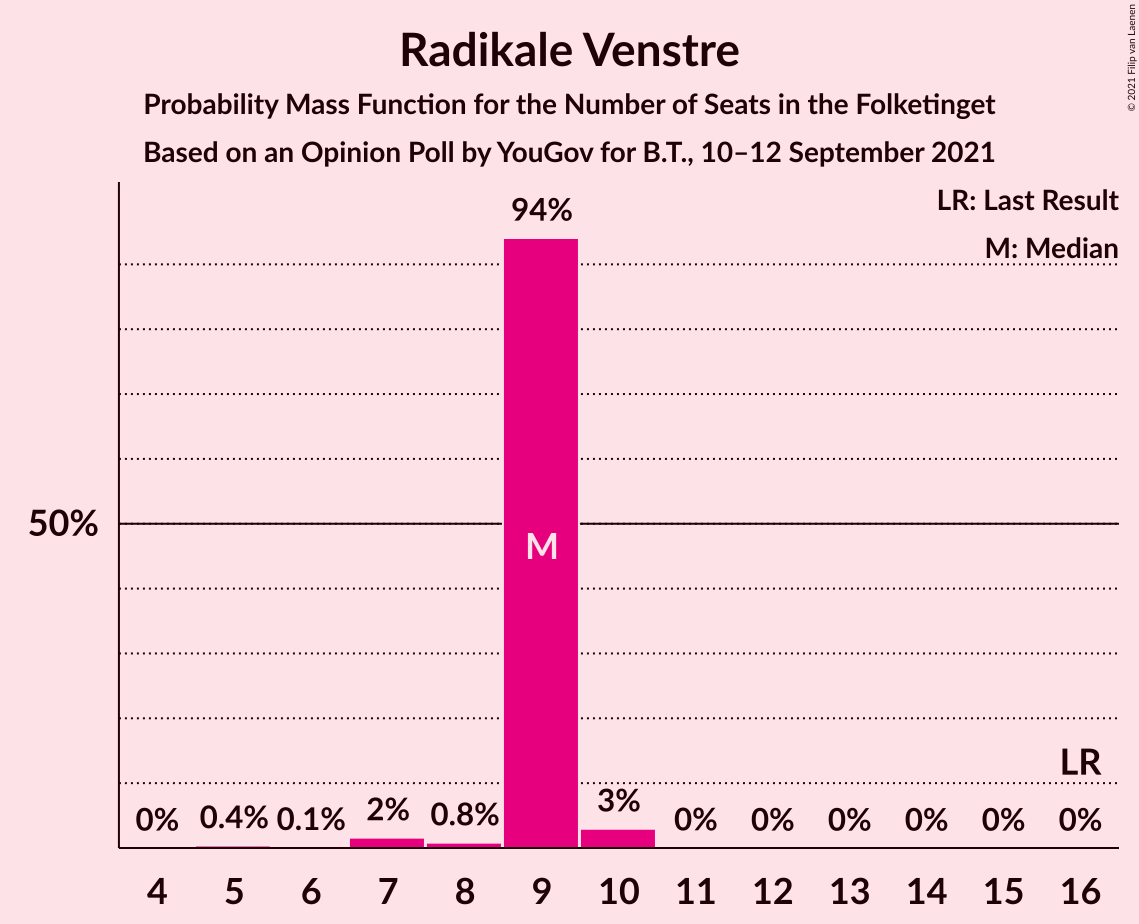 Radikale Venstre
Probability Mass Function for the Number of Seats in the Folketinget
Based on an Opinion Poll by YouGov for B.T., 10–12 September 2021
© 2021 Filip van Laenen
LR: Last Result
M: Median
94%
50%
M
LR
0% 0.4% 0.1% 2% 0.8% 3% 0% 0% 0% 0% 0% 0%
4 5 6 7 8 9 10 11 12 13 14 15 16